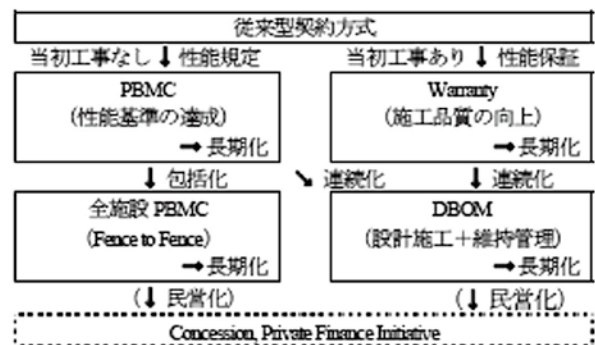 従来型契約方式
当初工事なし ↓ 性能規定 当初工事あり ↓ 性能保証
PBMC
(性能基準の達成)
→ 長期化
Warranty
(施工品質の向上)
→ 長期化
↓ 包括化 ↘ 連続化 ↓ 連続化
全施設 PBMC
(Fence to Fence)
→ 長期化
DBOM
(設計施工＋維持管理)
→ 長期化
(↓ 民営化) (↓ 民営化)
Concession, Private Finance Initiative